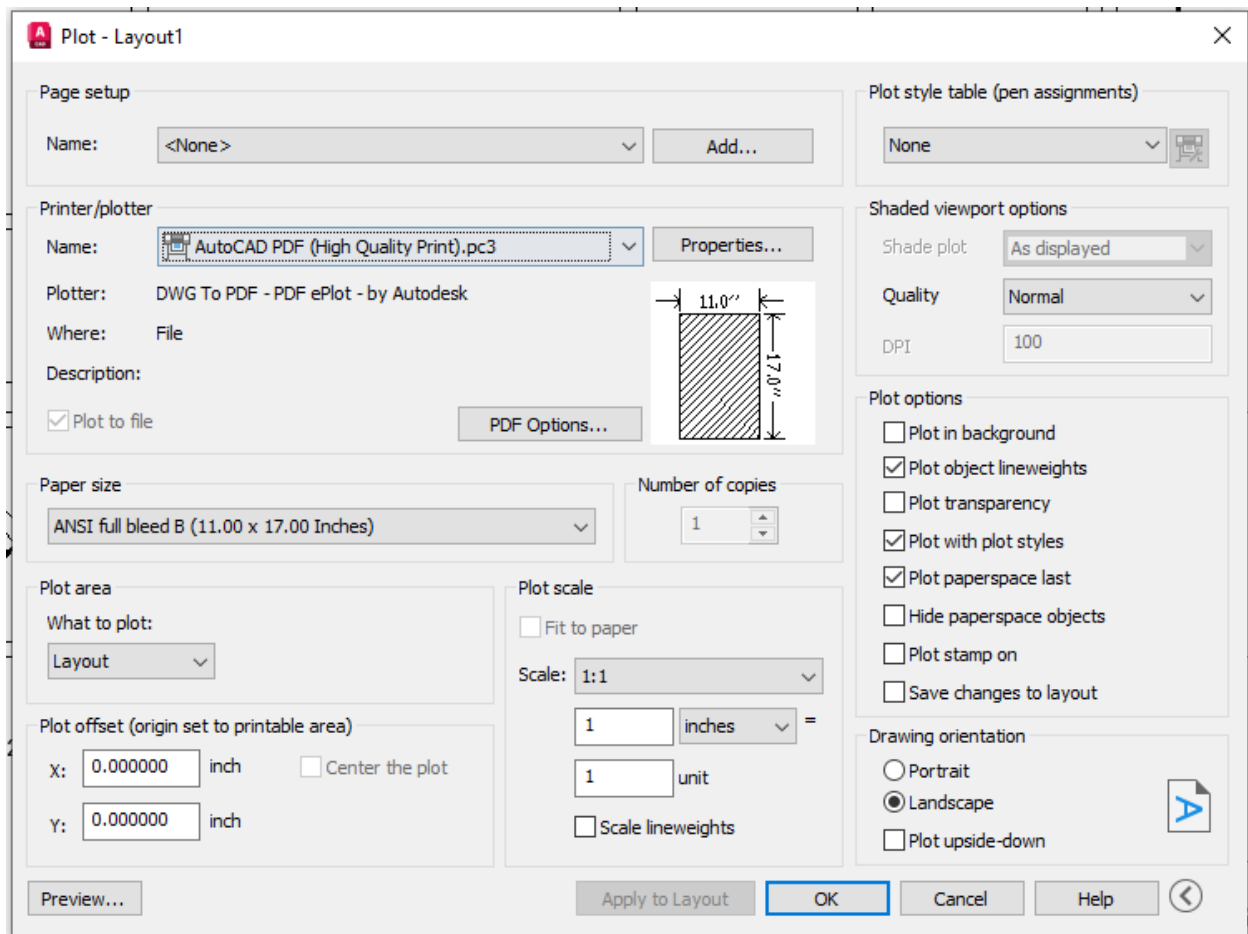 A
CAD
Plot - Layout1
Page setup
Name:
<None>
Add...
Plot style table (pen assignments)
None
Printer/plotter
Name:
AutoCAD PDF (High Quality Print).pc3
Properties...
Plotter:
DWG To PDF - PDF ePlot - by Autodesk
Where:
File
Description:
Plot to file
PDF Options...
11.0″
17.0″
Shaded viewport options
Shade plot
As displayed
Quality
Normal
DPI
100
Paper size
ANSI full bleed B (11.00 x 17.00 Inches)
Number of copies
1
Plot options
Plot in background
Plot object lineweights
Plot transparency
Plot with plot styles
Plot paperspace last
Hide paperspace objects
Plot stamp on
Save changes to layout
Plot area
What to plot:
Layout
Plot scale
Fit to paper
Scale:
1:1
1
inches
=
1
unit
Scale lineweights
Plot offset (origin set to printable area)
X:
0.000000
inch
Center the plot
Y:
0.000000
inch
Drawing orientation
Portrait
Landscape
Plot upside-down
A
Preview...
Apply to Layout
OK
Cancel
Help